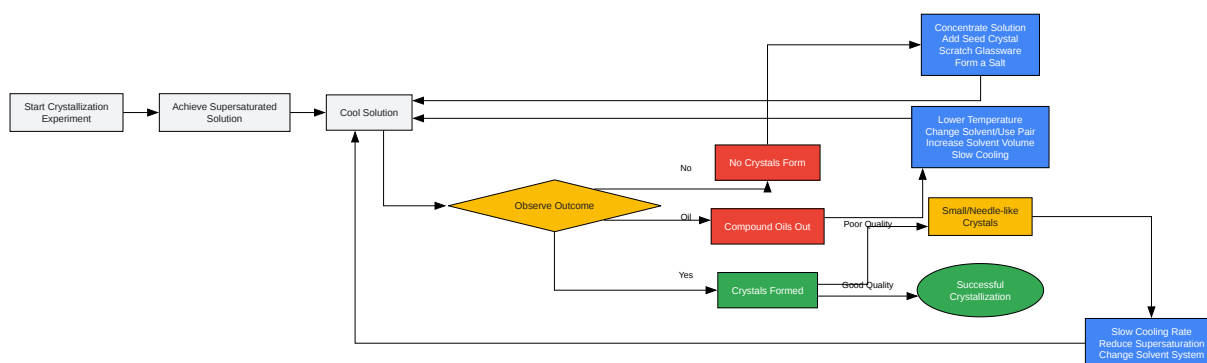 Concentrate Solution
Add Seed Crystal
Scratch Glassware
Form a Salt
Start Crystallization
Experiment
Achieve Supersaturated
Solution
Cool Solution
Lower Temperature
Change Solvent/Use Pair
Increase Solvent Volume
Slow Cooling
No
No Crystals Form
Observe Outcome
Oil
Compound Oils Out
Poor Quality
Small/Needle-like
Crystals
Yes
Crystals Formed
Good Quality
Successful
Crystallization
Slow Cooling Rate
Reduce Supersaturation
Change Solvent System